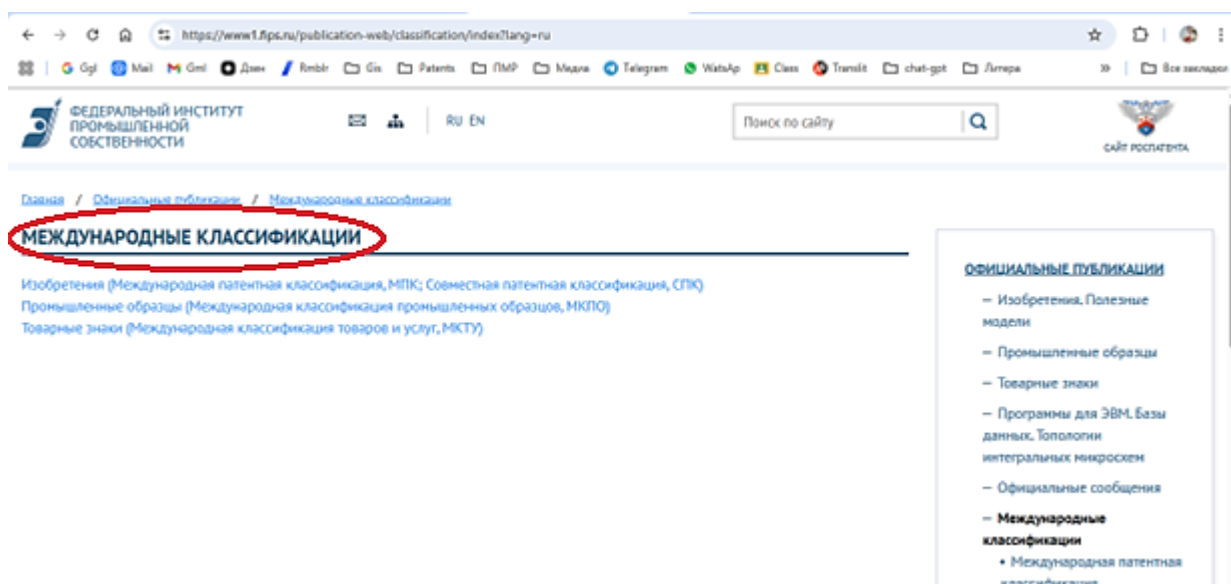 https://www1.fips.ru/publication-web/classification/index?lang=ru
Ggl Mail Gml Дзен Rmblr Gis Patents ПМР Медиа Telegram WatsAp Class Translit chat-gpt Литера » Все закладки
ФЕДЕРАЛЬНЫЙ ИНСТИТУТ
ПРОМЫШЛЕННОЙ
СОБСТВЕННОСТИ
RU EN
Поиск по сайту
САЙТ РОСПАТЕНТА
Главная / Официальные публикации / Международные классификации
МЕЖДУНАРОДНЫЕ КЛАССИФИКАЦИИ
Изобретения (Международная патентная классификация, МПК; Совместная патентная классификация, СПК)
Промышленные образцы (Международная классификация промышленных образцов, МКПО)
Товарные знаки (Международная классификация товаров и услуг, МКТУ)
ОФИЦИАЛЬНЫЕ ПУБЛИКАЦИИ
– Изобретения. Полезные
модели
– Промышленные образцы
– Товарные знаки
– Программы для ЭВМ. Базы
данных. Топологии
интегральных микросхем
– Официальные сообщения
– Международные
классификации
• Международная патентная
классификация